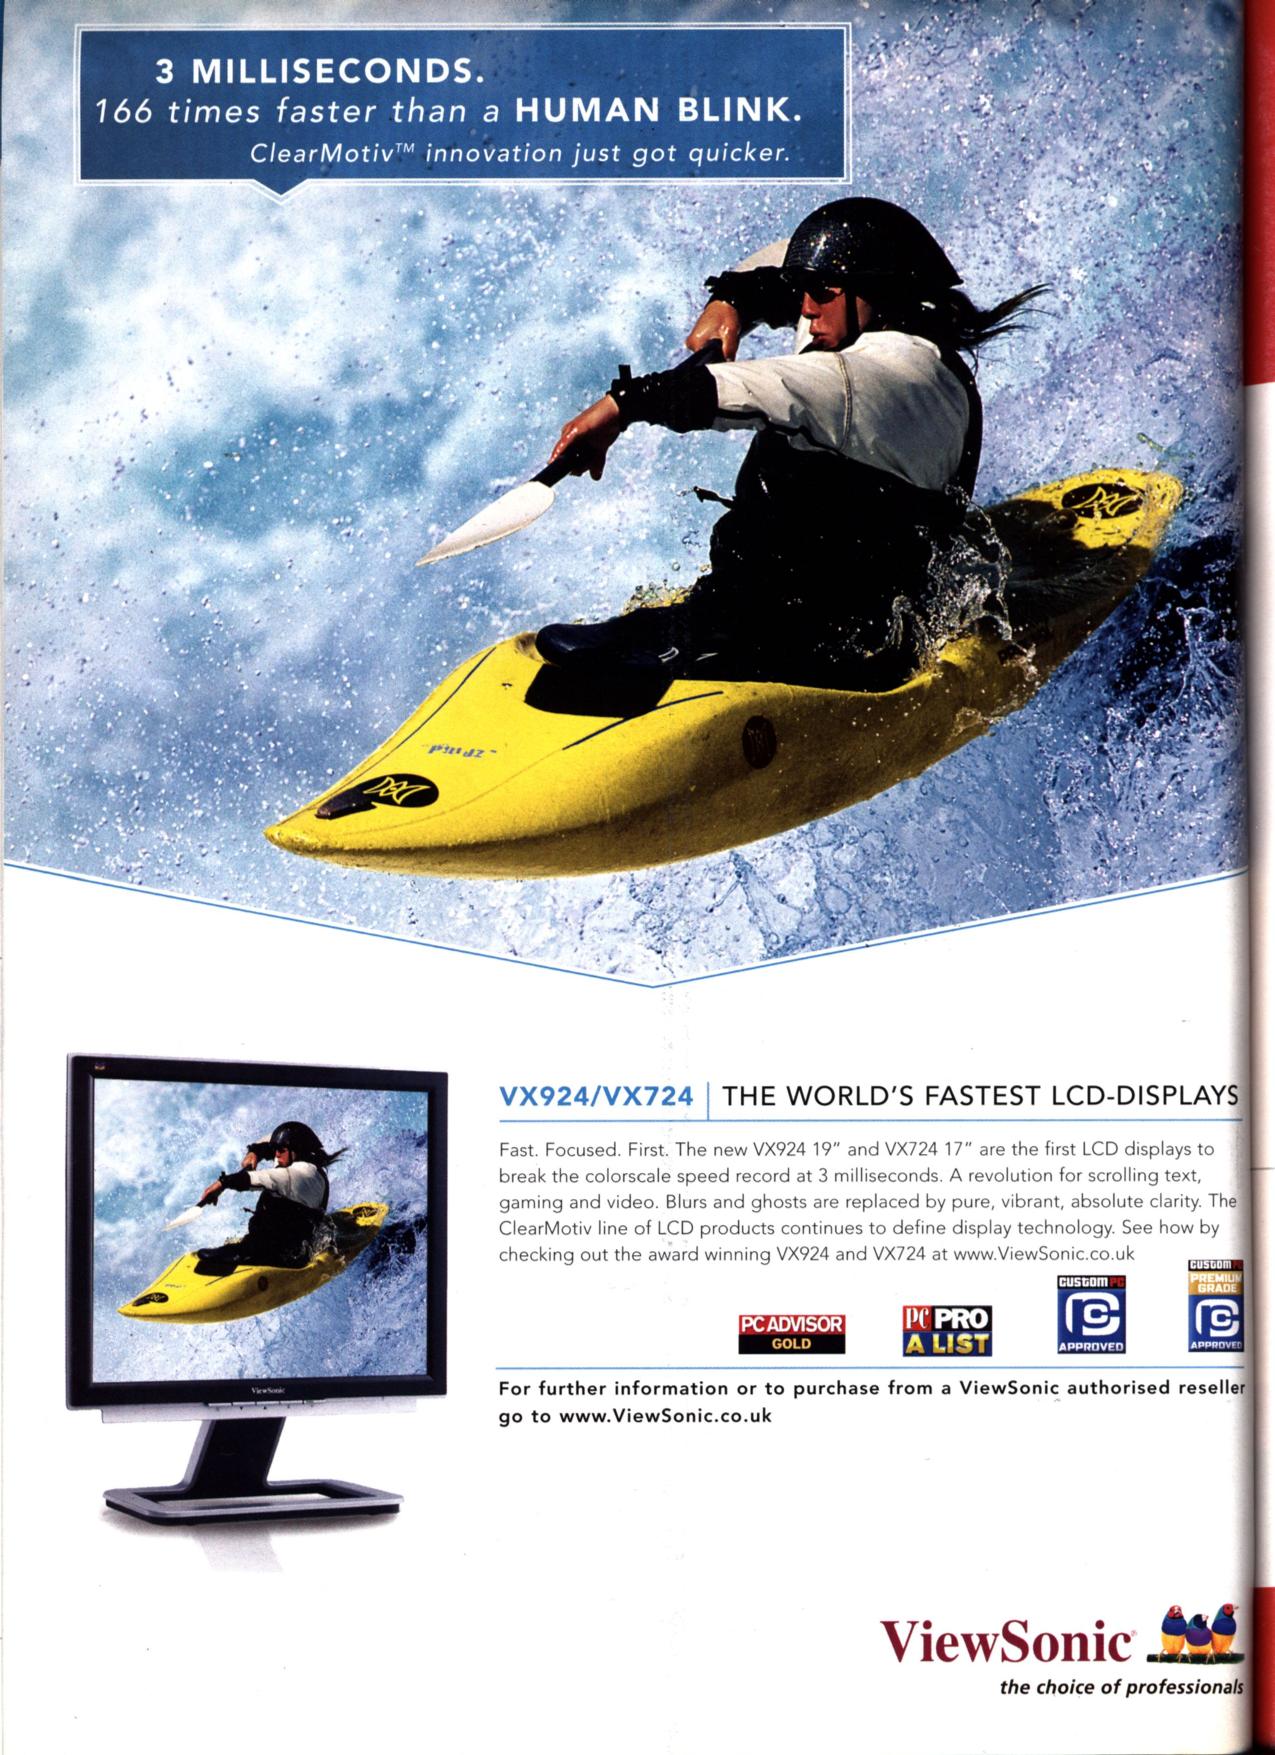 3 MILLISECONDS.
166 times faster than a HUMAN BLINK.
ClearMotiv™ innovation just got quicker.
ViewSonic
VX924/VX724 | THE WORLD'S FASTEST LCD-DISPLAYS
Fast. Focused. First. The new VX924 19" and VX724 17" are the first LCD displays to
break the colorscale speed record at 3 milliseconds. A revolution for scrolling text,
gaming and video. Blurs and ghosts are replaced by pure, vibrant, absolute clarity. The
ClearMotiv line of LCD products continues to define display technology. See how by
checking out the award winning VX924 and VX724 at www.ViewSonic.co.uk
PC ADVISOR
GOLD
PC PRO
A LIST
CUSTOM PC
APPROVED
CUSTOM
PREMIUM
GRADE
APPROVED
For further information or to purchase from a ViewSonic authorised reseller
go to www.ViewSonic.co.uk
ViewSonic®
the choice of professionals